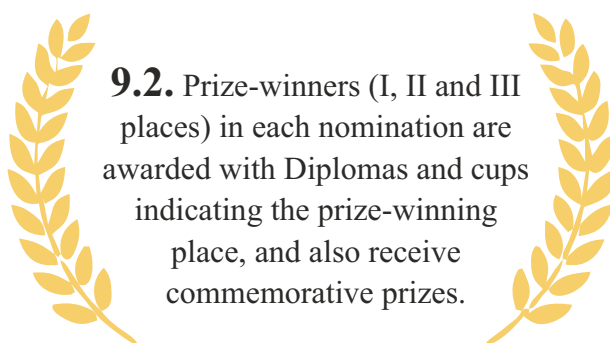 9.2. Prize-winners (I, II and III
places) in each nomination are
awarded with Diplomas and cups
indicating the prize-winning
place, and also receive
commemorative prizes.